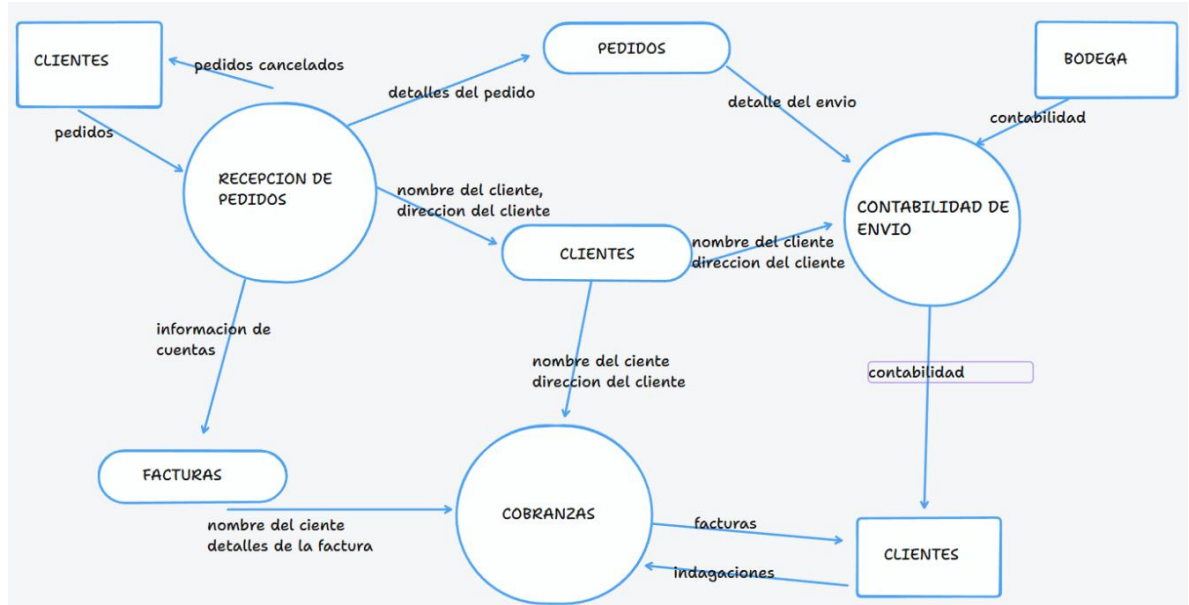 CLIENTES
pedidos cancelados
PEDIDOS
BODEGA
detalles del pedido
detalle del envio
contabilidad
pedidos
RECEPCION DE
PEDIDOS
nombre del cliente,
direccion del cliente
CONTABILIDAD DE
ENVIO
CLIENTES
nombre del cliente
direccion del cliente
informacion de
cuentas
nombre del ciente
direccion del cliente
contabilidad
FACTURAS
COBRANZAS
nombre del ciente
detalles de la factura
facturas
CLIENTES
indagaciones